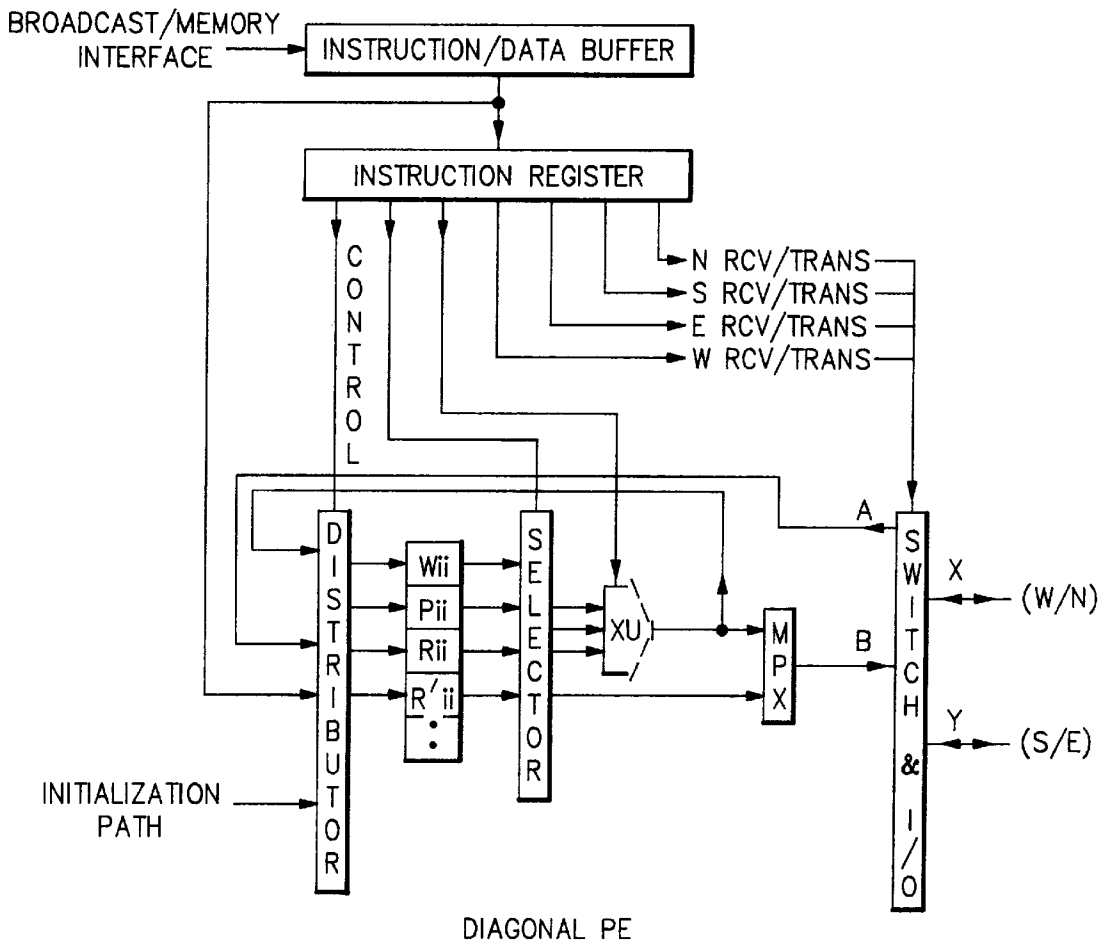 BROADCAST/MEMORY
INTERFACE
INSTRUCTION/DATA BUFFER
INSTRUCTION REGISTER
CONTROL
N RCV/TRANS
S RCV/TRANS
E RCV/TRANS
W RCV/TRANS
DISTRIBUTOR
Wii
Pii
Rii
R'ii
SELECTOR
XU
MPX
A
B
SWITCH & I/O
X
(W/N)
Y
(S/E)
INITIALIZATION
PATH
DIAGONAL PE